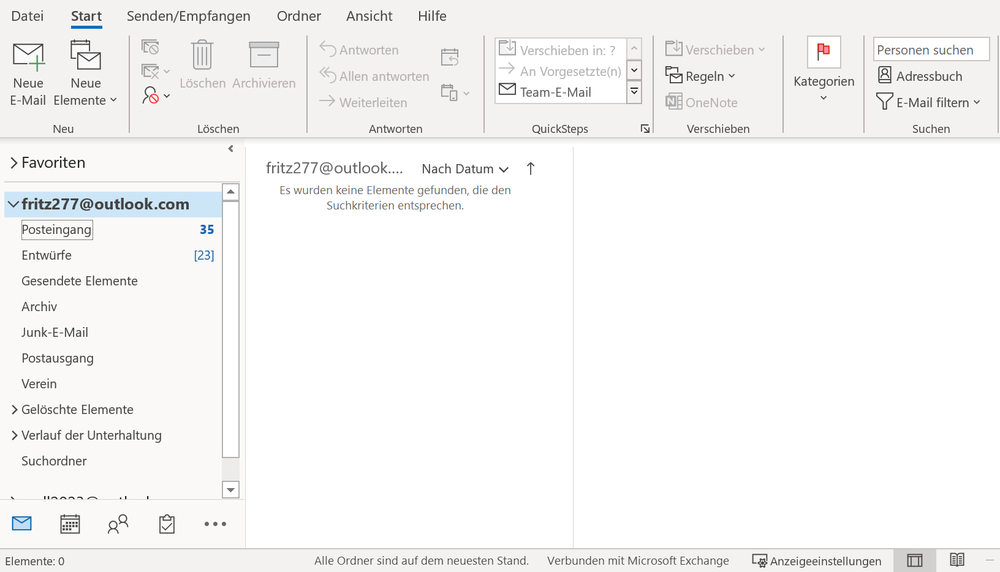 Datei Start Senden/Empfangen Ordner Ansicht Hilfe
Neue
E-Mail
Neue
Elemente
Neu
Löschen
Archivieren
Löschen
Antworten
Allen antworten
Weiterleiten
Antworten
Verschieben in: ?
An Vorgesetzte(n)
Team-E-Mail
QuickSteps
Verschieben
Regeln
OneNote
Verschieben
Kategorien
Personen suchen
Adressbuch
E-Mail filtern
Suchen
Favoriten
fritz277@outlook.com
Posteingang 35
Entwürfe [23]
Gesendete Elemente
Archiv
Junk-E-Mail
Postausgang
Verein
Gelöschte Elemente
Verlauf der Unterhaltung
Suchordner
fritz277@outlook.... Nach Datum
Es wurden keine Elemente gefunden, die den
Suchkriterien entsprechen.
Elemente: 0 Alle Ordner sind auf dem neuesten Stand. Verbunden mit Microsoft Exchange Anzeigeeinstellungen